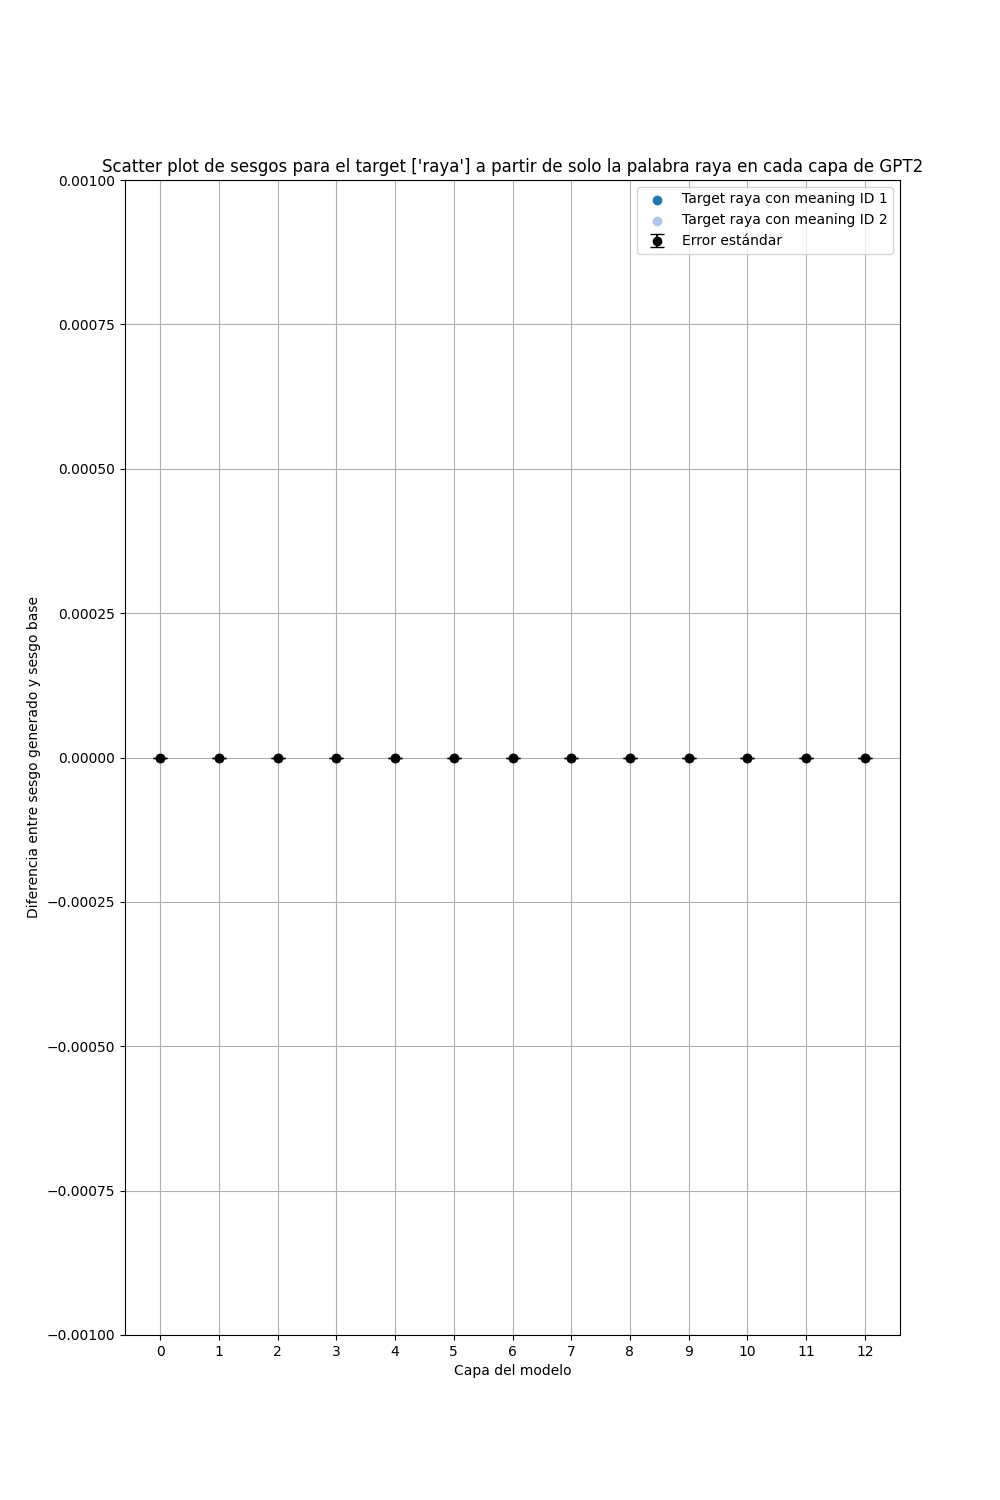 Scatter plot de sesgos para el target ['raya'] a partir de solo la palabra raya en cada capa de GPT2
Target raya con meaning ID 1
Target raya con meaning ID 2
Error estándar
0.00100
0.00075
0.00050
0.00025
0.00000
−0.00025
−0.00050
−0.00075
−0.00100
Diferencia entre sesgo generado y sesgo base
0 1 2 3 4 5 6 7 8 9 10 11 12
Capa del modelo